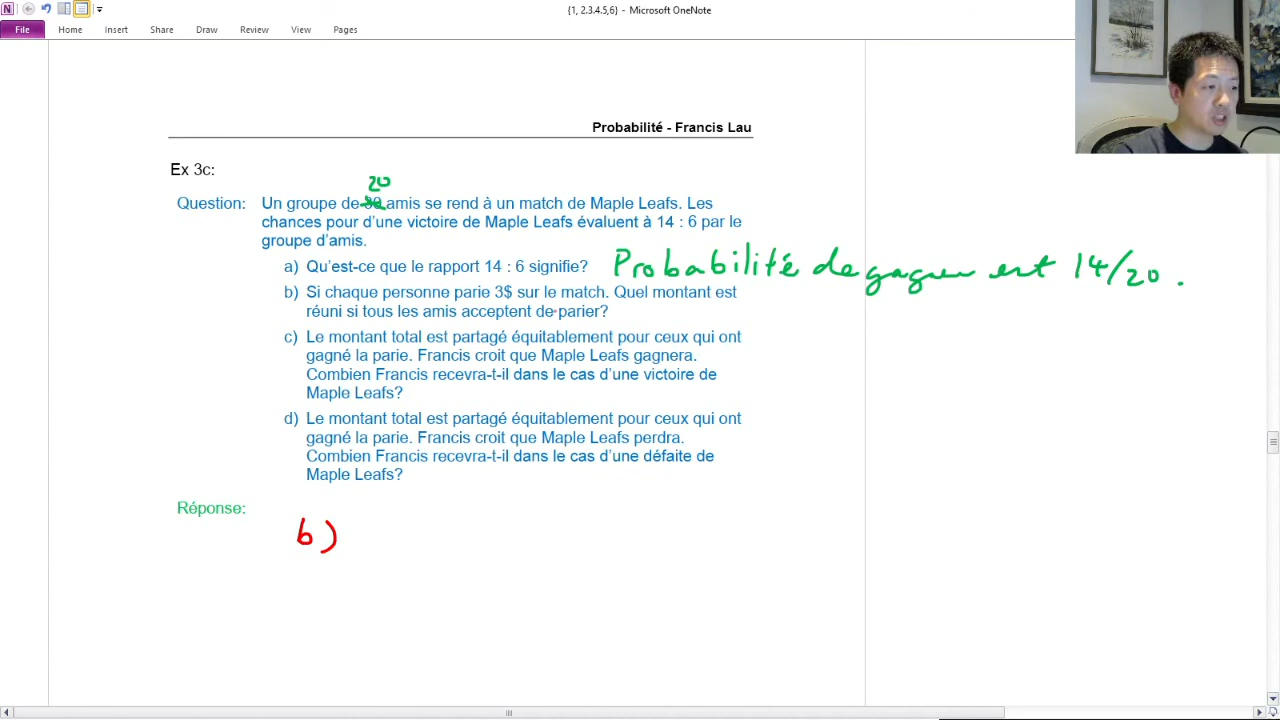 {1, 2.3.4.5,6} - Microsoft OneNote
File Home Insert Share Draw Review View Pages
Probabilité - Francis Lau
Ex 3c:
20
Question: Un groupe de amis se rend à un match de Maple Leafs. Les
chances pour d'une victoire de Maple Leafs évaluent à 14 : 6 par le
groupe d'amis.
a) Qu'est-ce que le rapport 14 : 6 signifie? Probabilité de gagner est 14/20.
b) Si chaque personne parie 3$ sur le match. Quel montant est
réuni si tous les amis acceptent de parier?
c) Le montant total est partagé équitablement pour ceux qui ont
gagné la parie. Francis croit que Maple Leafs gagnera.
Combien Francis recevra-t-il dans le cas d'une victoire de
Maple Leafs?
d) Le montant total est partagé équitablement pour ceux qui ont
gagné la parie. Francis croit que Maple Leafs perdra.
Combien Francis recevra-t-il dans le cas d'une défaite de
Maple Leafs?
Réponse:
b)